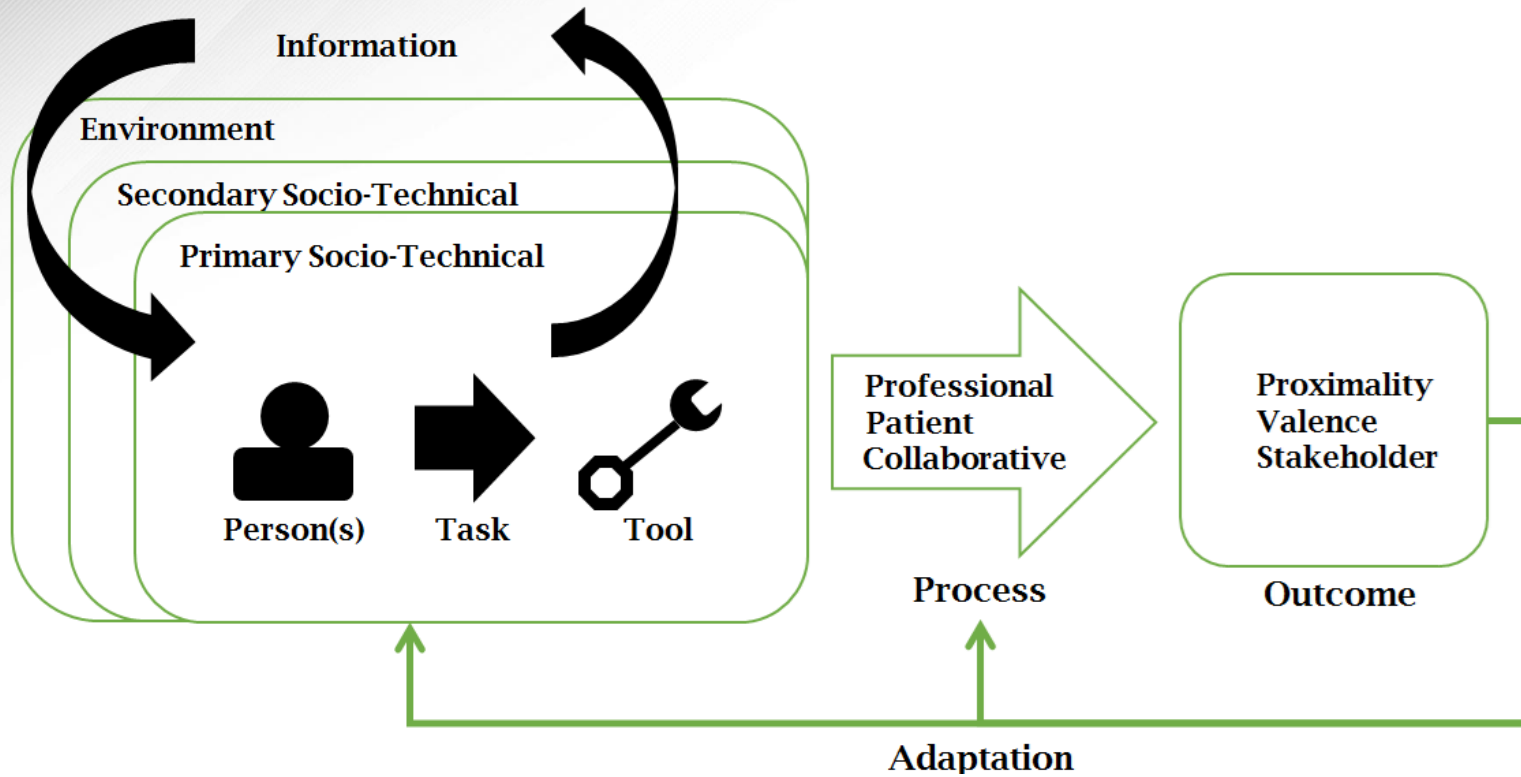 Information
Environment
Secondary Socio-Technical
Primary Socio-Technical
Person(s)
Task
Tool
Professional
Patient
Collaborative
Process
Proximality
Valence
Stakeholder
Outcome
Adaptation